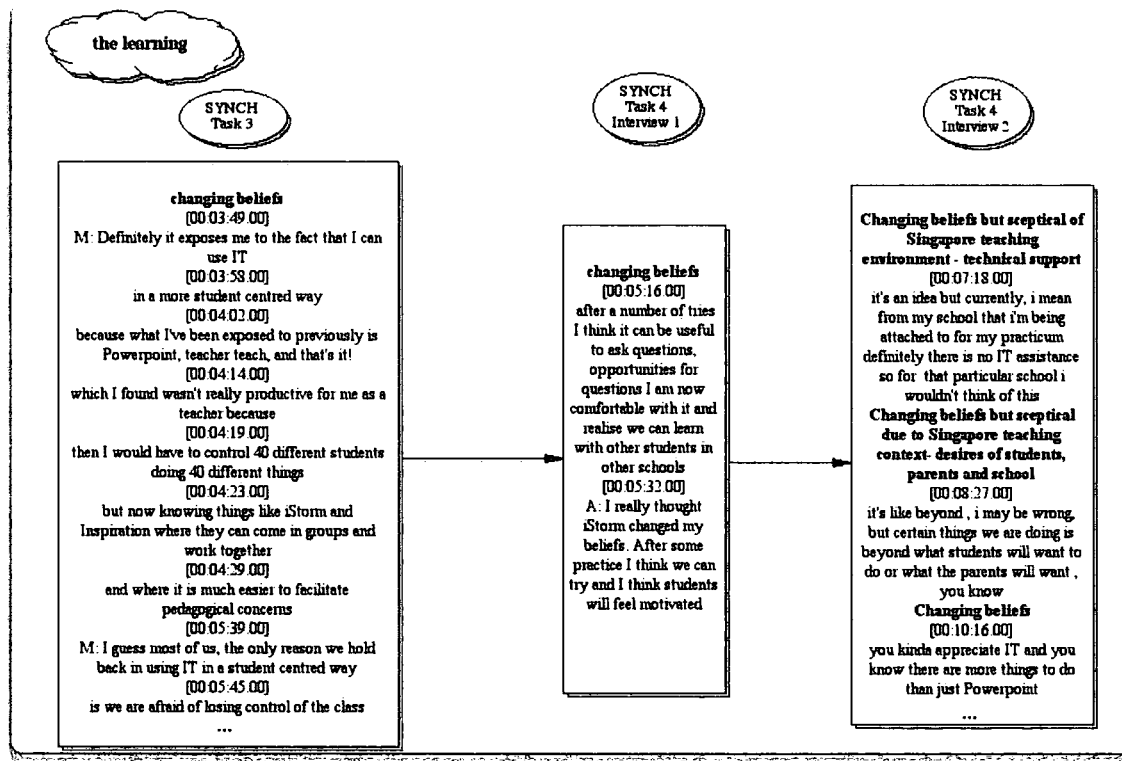 the learning
SYNCH
Task 3
SYNCH
Task 4
Interview 1
SYNCH
Task 4
Interview 2
changing beliefs
[00:03:49.00]
M: Definitely it exposes me to the fact that I can
use IT
[00:03:58.00]
in a more student centred way
[00:04:02.00]
because what I've been exposed to previously is
Powerpoint, teacher teach, and that's it!
[00:04:14.00]
which I found wasn't really productive for me as a
teacher because
[00:04:19.00]
then I would have to control 40 different students
doing 40 different things
[00:04:23.00]
but now knowing things like iStorm and
Inspiration where they can come in groups and
work together
[00:04:29.00]
and where it is much easier to facilitate
pedagogical concerns
[00:05:39.00]
M: I guess most of us, the only reason we hold
back in using IT in a student centred way
[00:05:45.00]
is we are afraid of losing control of the class
...
changing beliefs
[00:05:16.00]
after a number of tries
I think it can be useful
to ask questions,
opportunities for
questions I am now
comfortable with it and
realise we can learn
with other students in
other schools
[00:05:32.00]
A: I really thought
iStorm changed my
beliefs. After some
practice I think we can
try and I think students
will feel motivated
Changing beliefs but sceptical of
Singapore teaching
environment - technical support
[00:07:18.00]
it's an idea but currently, i mean
from my school that i'm being
attached to for my practicum
definitely there is no IT assistance
so for that particular school i
wouldn't think of this
Changing beliefs but sceptical
due to Singapore teaching
context- desires of students,
parents and school
[00:08:27.00]
it's like beyond , i may be wrong,
but certain things we are doing is
beyond what students will want to
do or what the parents will want ,
you know
Changing beliefs
[00:10:16.00]
you kinda appreciate IT and you
know there are more things to do
than just Powerpoint
...